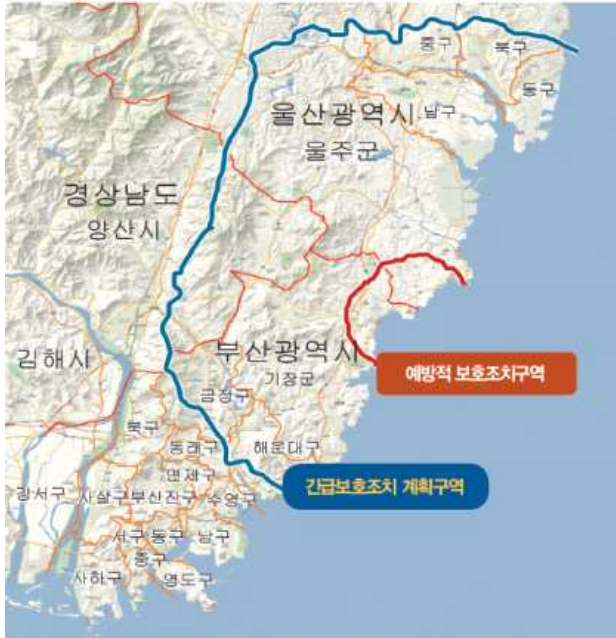 중구
북구
동구
울산광역시
남구
울주군
경상남도
양산시
김해시
부산광역시
기장군
예방적 보호조치구역
금정구
북구
동래구
해운대구
연제구
긴급보호조치 계획구역
강서구
사상구
부산진구
수영구
서구
동구
남구
중구
사하구
영도구